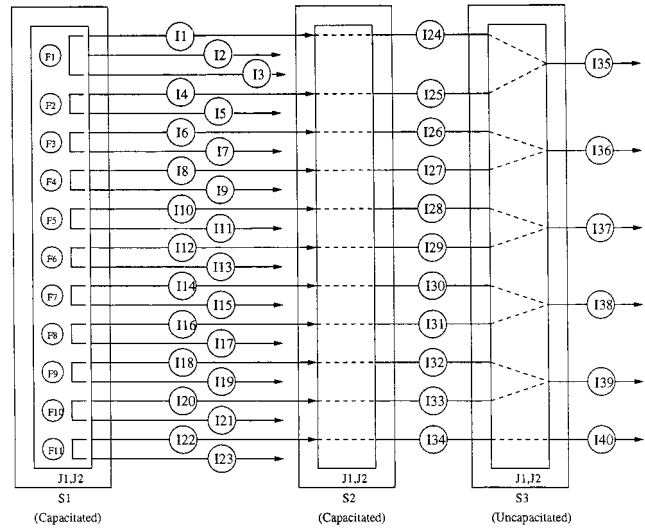 I1 I24
F1 I2 I35
I3
I4 I25
F2 I5
I6 I26
F3 I7 I36
I8 I27
F4 I9
I10 I28
F5 I11 I37
I12 I29
F6 I13
I14 I30
F7 I15 I38
I16 I31
F8 I17
I18 I32
F9 I19 I39
I20 I33
F10 I21
I22 I34 I40
F11 I23
J1,J2 J1,J2 J1,J2
S1 S2 S3
(Capacitated) (Capacitated) (Uncapacitated)